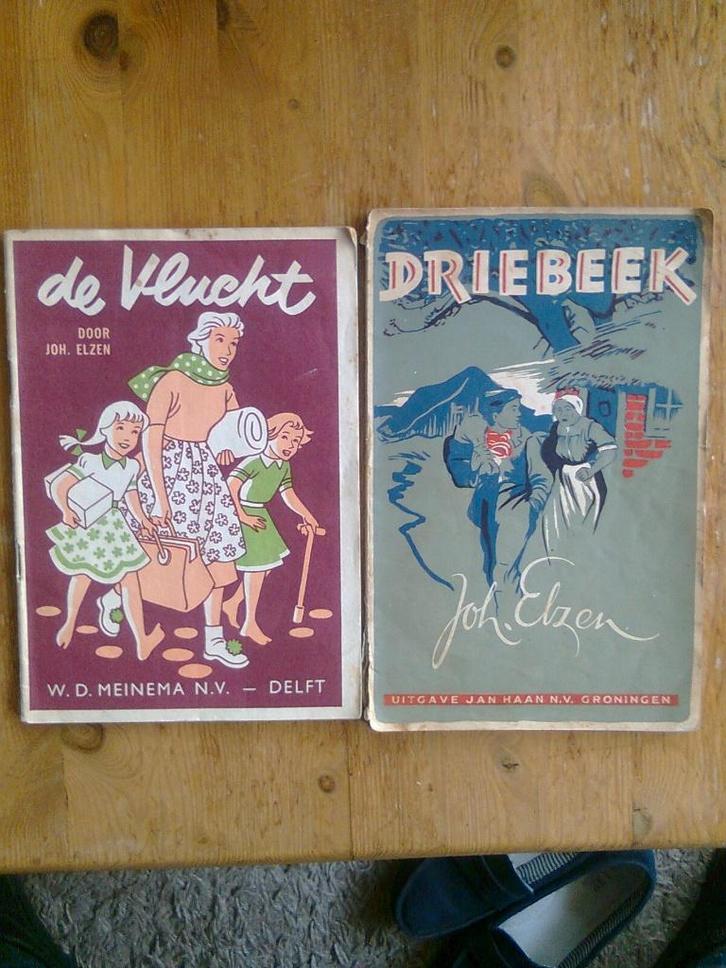 de Vlucht
DOOR
JOH. ELZEN
W. D. MEINEMA N.V. — DELFT
DRIEBEEK
Joh. Elzen
UITGAVE JAN HAAN N.V. GRONINGEN